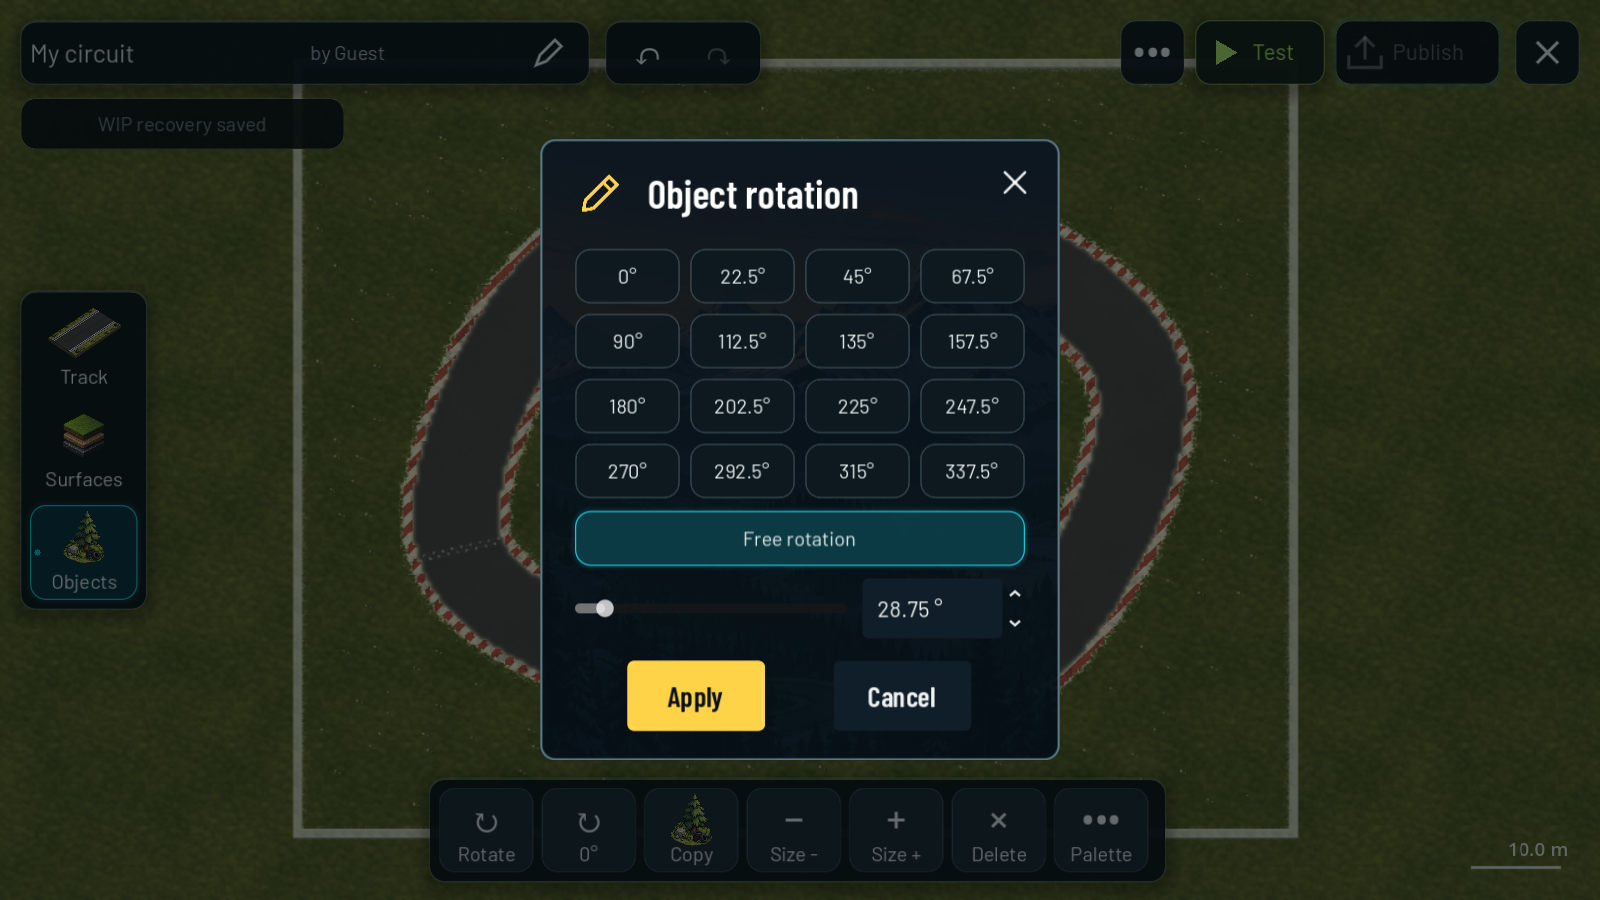 My circuit
by Guest
Test
Publish
WIP recovery saved
Object rotation
0° 22.5° 45° 67.5°
90° 112.5° 135° 157.5°
180° 202.5° 225° 247.5°
270° 292.5° 315° 337.5°
Free rotation
28.75 °
Apply
Cancel
Track
Surfaces
Objects
Rotate
0°
Copy
Size -
Size +
Delete
Palette
10.0 m